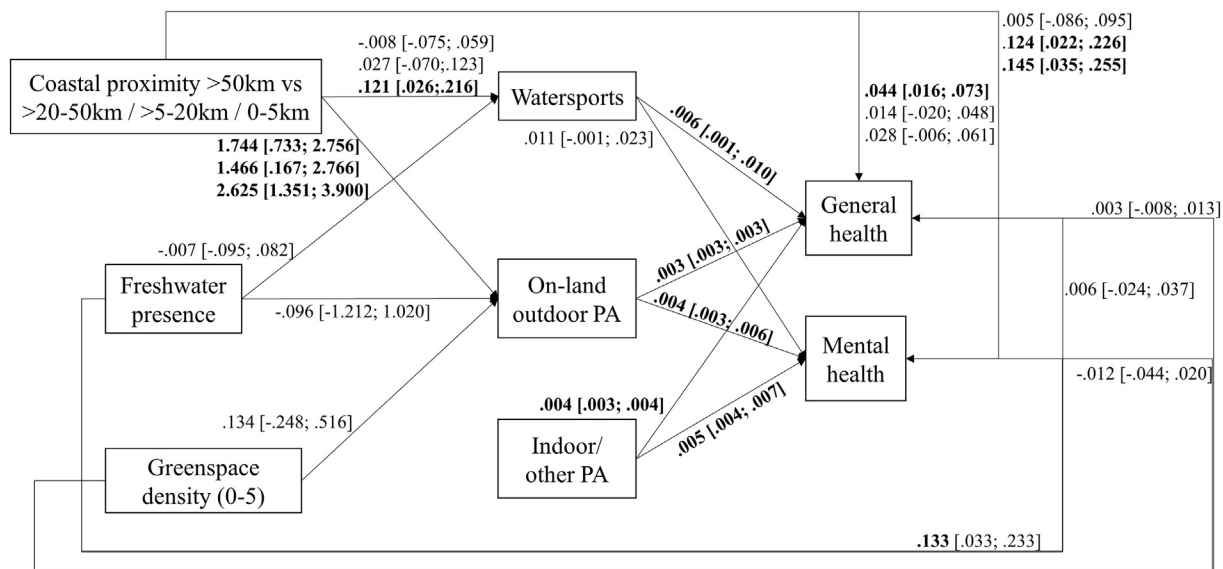 .005 [-.086; .095]
.124 [.022; .226]
.145 [.035; .255]
-.008 [-.075; .059]
.027 [-.070;.123]
.121 [.026;.216]
Coastal proximity >50km vs
>20-50km / >5-20km / 0-5km
Watersports
.044 [.016; .073]
.014 [-.020; .048]
.028 [-.006; .061]
.006 [.001; .010]
.011 [-.001; .023]
1.744 [.733; 2.756]
1.466 [.167; 2.766]
2.625 [1.351; 3.900]
General
health
.003 [-.008; .013]
-.007 [-.095; .082]
.003 [.003; .003]
Freshwater
presence
On-land
outdoor PA
.006 [-.024; .037]
-.096 [-1.212; 1.020]
.004 [.003; .006]
Mental
health
-.012 [-.044; .020]
.134 [-.248; .516]
.004 [.003; .004]
.005 [.004; .007]
Indoor/
other PA
Greenspace
density (0-5)
.133 [.033; .233]